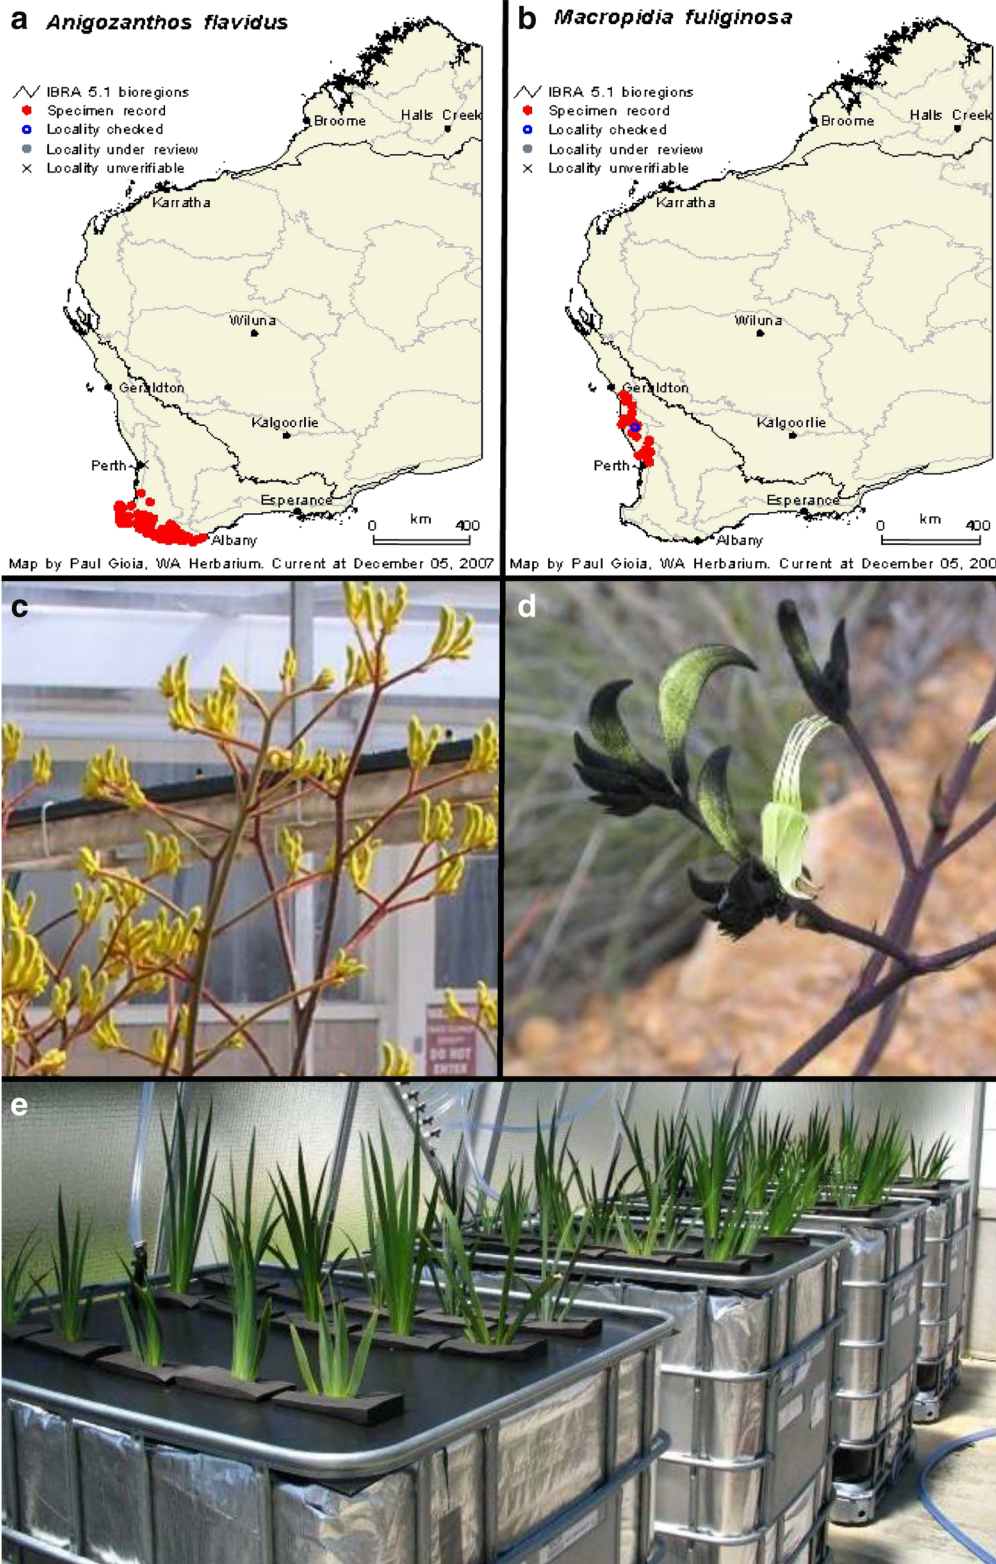 a Anigozanthos flavidus
IBRA 5.1 bioregions
Specimen record
Locality checked
Locality under review
Locality unverifiable
Broome
Halls Creek
Karratha
Wiluna
Geraldton
Kalgoorlie
Perth
Esperance
Albany
km
0 400
Map by Paul Gioia, WA Herbarium. Current at December 05, 2007
b Macropidia fuliginosa
IBRA 5.1 bioregions
Specimen record
Locality checked
Locality under review
Locality unverifiable
Broome
Halls Creek
Karratha
Wiluna
Geraldton
Kalgoorlie
Perth
Esperance
Albany
km
0 400
Map by Paul Gioia, WA Herbarium. Current at December 05, 200
c
DO NOT
ENTER
d
e